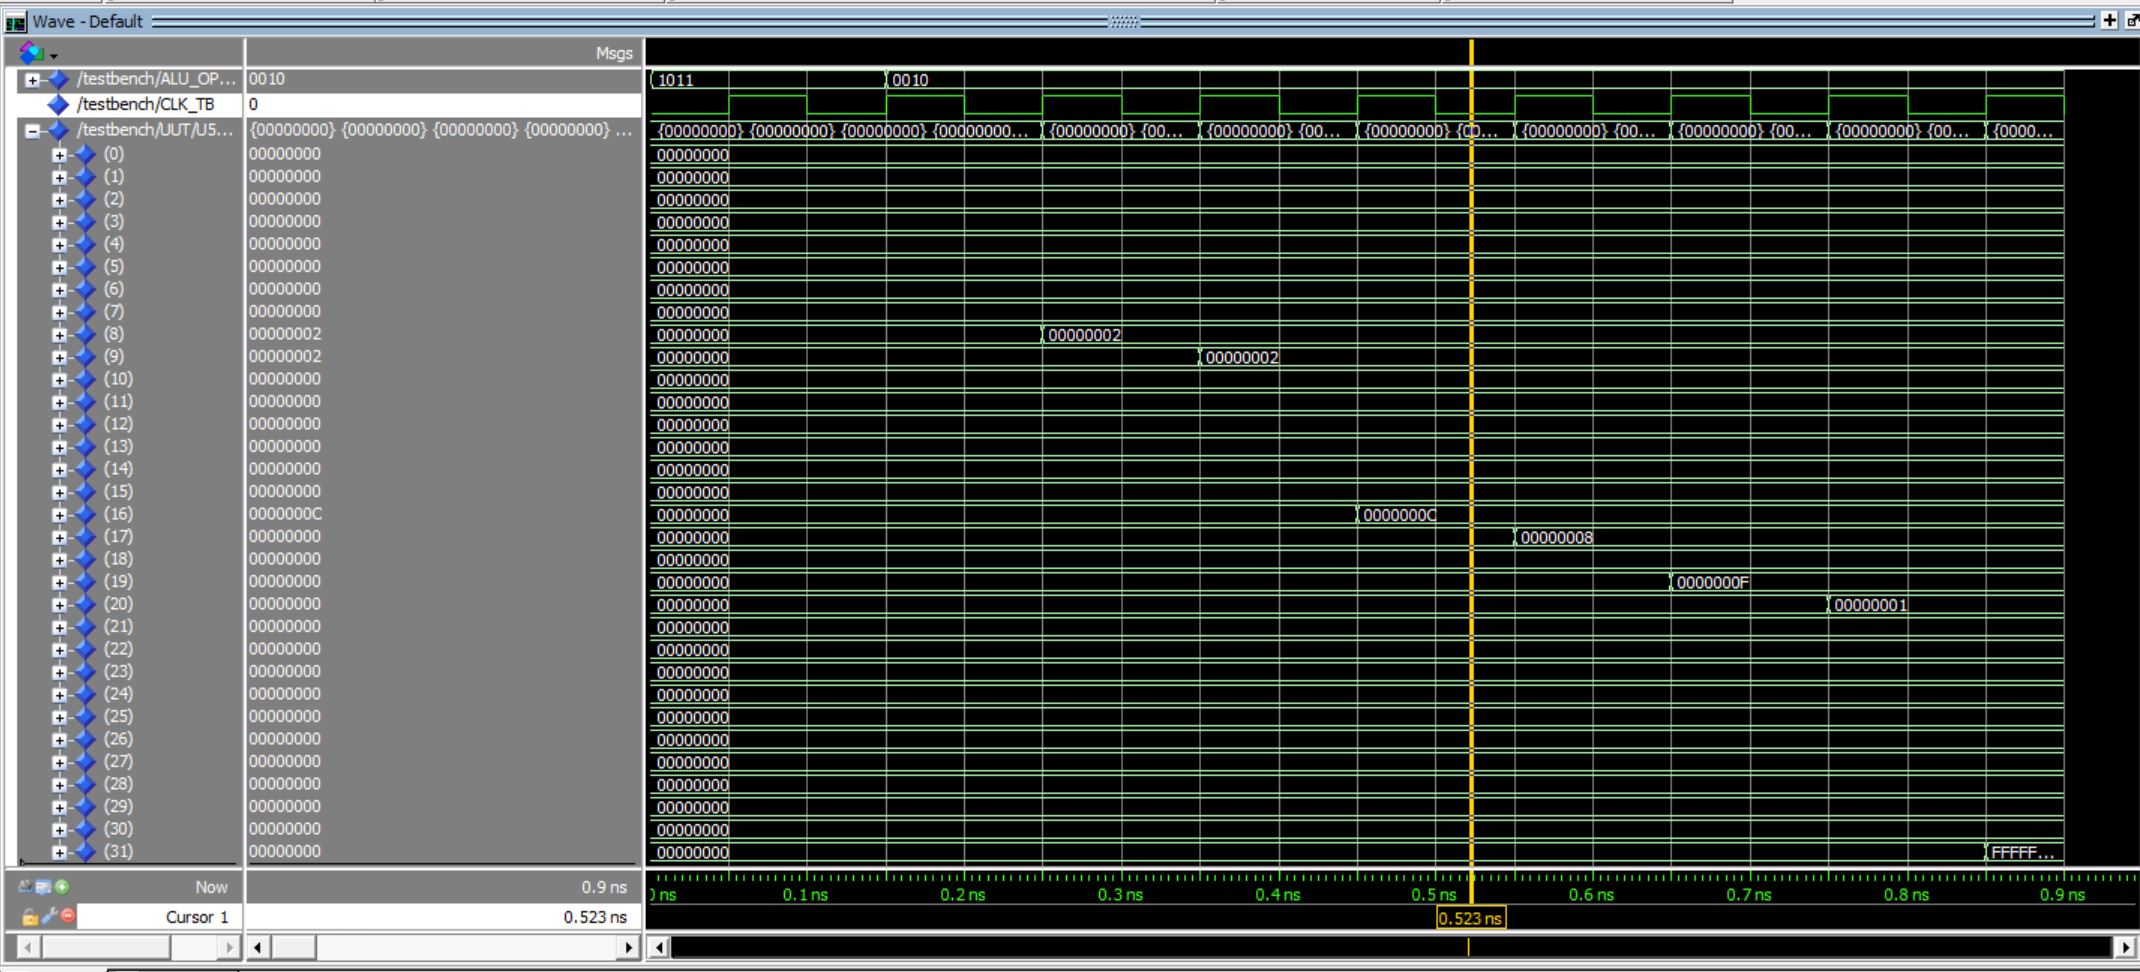 Wave - Default
Msgs
/testbench/ALU_OP... 0010 1011 0010
/testbench/CLK_TB 0
/testbench/UUT/U5... {00000000} {00000000} {00000000} {00000000} ... {00000000} {00000000} {00000000} {0000000... {00000000} {00... {00000000} {00... {00000000} {00... {00000000} {00... {00000000} {00... {00000000} {00... {0000...
(0) 00000000 00000000
(1) 00000000 00000000
(2) 00000000 00000000
(3) 00000000 00000000
(4) 00000000 00000000
(5) 00000000 00000000
(6) 00000000 00000000
(7) 00000000 00000000
(8) 00000002 00000000 00000002
(9) 00000002 00000000 00000002
(10) 00000000 00000000
(11) 00000000 00000000
(12) 00000000 00000000
(13) 00000000 00000000
(14) 00000000 00000000
(15) 00000000 00000000
(16) 0000000C 00000000 0000000C
(17) 00000000 00000000 00000008
(18) 00000000 00000000
(19) 00000000 00000000 0000000F
(20) 00000000 00000000 00000001
(21) 00000000 00000000
(22) 00000000 00000000
(23) 00000000 00000000
(24) 00000000 00000000
(25) 00000000 00000000
(26) 00000000 00000000
(27) 00000000 00000000
(28) 00000000 00000000
(29) 00000000 00000000
(30) 00000000 00000000
(31) 00000000 00000000 FFFFF...
Now 0.9 ns ns 0.1 ns 0.2 ns 0.3 ns 0.4 ns 0.5 ns 0.6 ns 0.7 ns 0.8 ns 0.9 ns
Cursor 1 0.523 ns 0.523 ns